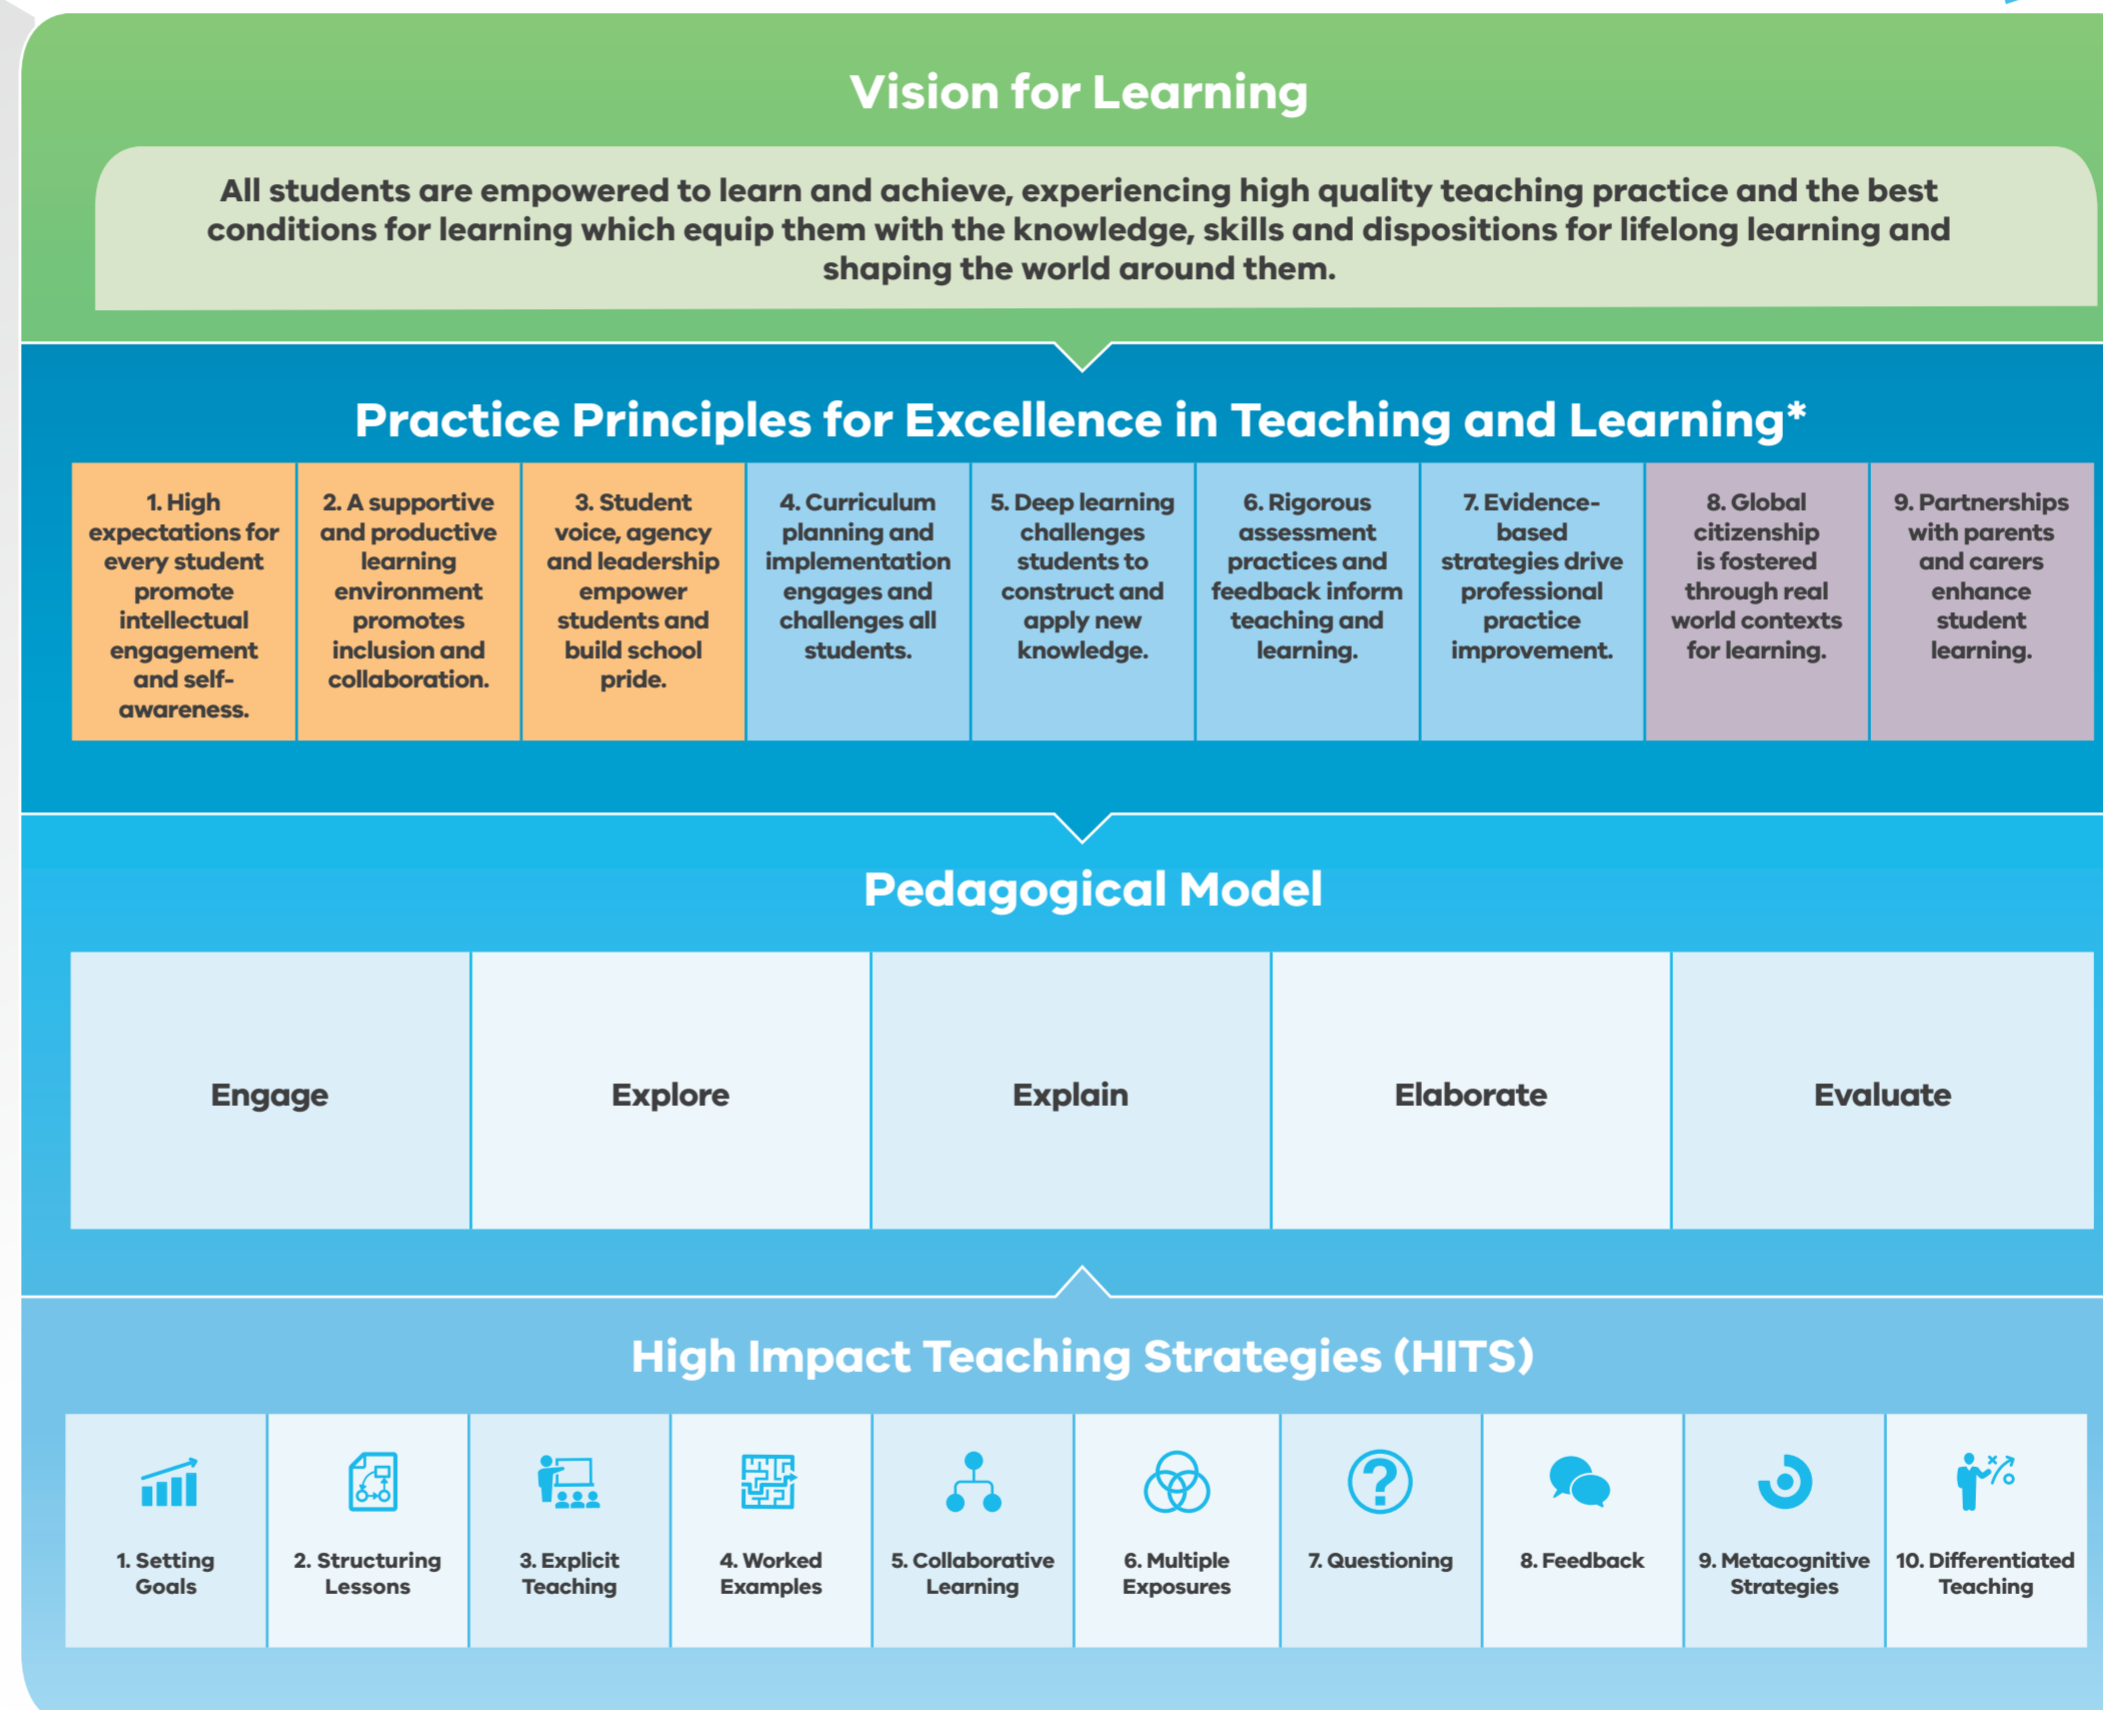 Vision for Learning
All students are empowered to learn and achieve, experiencing high quality teaching practice and the best
conditions for learning which equip them with the knowledge, skills and dispositions for lifelong learning and
shaping the world around them.
Practice Principles for Excellence in Teaching and Learning*
1. High
expectations for
every student
promote
intellectual
engagement
and self-
awareness.
2. A supportive
and productive
learning
environment
promotes
inclusion and
collaboration.
3. Student
voice, agency
and leadership
empower
students and
build school
pride.
4. Curriculum
planning and
implementation
engages and
challenges all
students.
5. Deep learning
challenges
students to
construct and
apply new
knowledge.
6. Rigorous
assessment
practices and
feedback inform
teaching and
learning.
7. Evidence-
based
strategies drive
professional
practice
improvement.
8. Global
citizenship
is fostered
through real
world contexts
for learning.
9. Partnerships
with parents
and carers
enhance
student
learning.
Pedagogical Model
Engage
Explore
Explain
Elaborate
Evaluate
High Impact Teaching Strategies (HITS)
1. Setting
Goals
2. Structuring
Lessons
3. Explicit
Teaching
4. Worked
Examples
5. Collaborative
Learning
6. Multiple
Exposures
7. Questioning
8. Feedback
9. Metacognitive
Strategies
10. Differentiated
Teaching